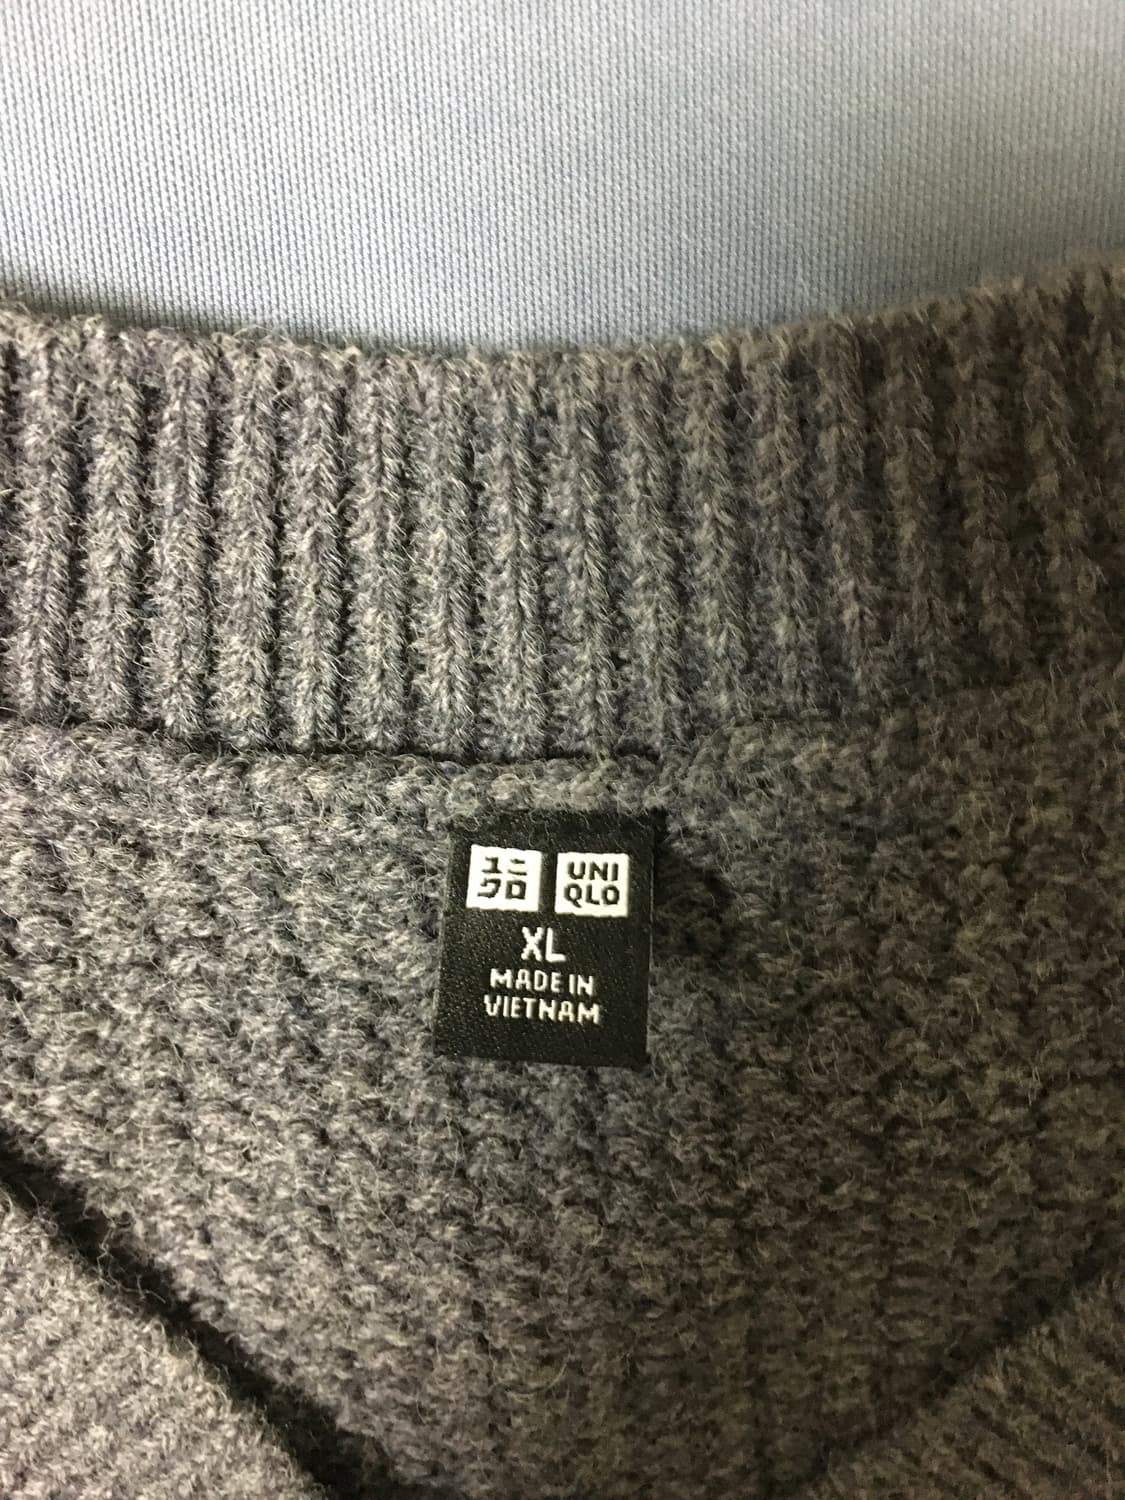 ユニ
クロ
UNI
QLO
XL
MADE IN
VIETNAM